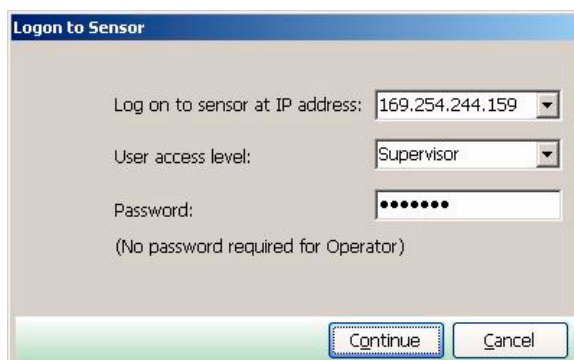 Logon to Sensor
Log on to sensor at IP address: 169.254.244.159
User access level: Supervisor
Password: •••••••
(No password required for Operator)
Continue Cancel